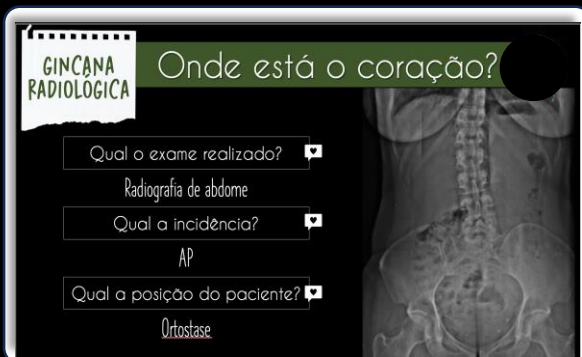 GINCANA
RADIOLÓGICA
Onde está o coração?
Qual o exame realizado?
Radiografia de abdome
Qual a incidência?
AP
Qual a posição do paciente?
Ortostase